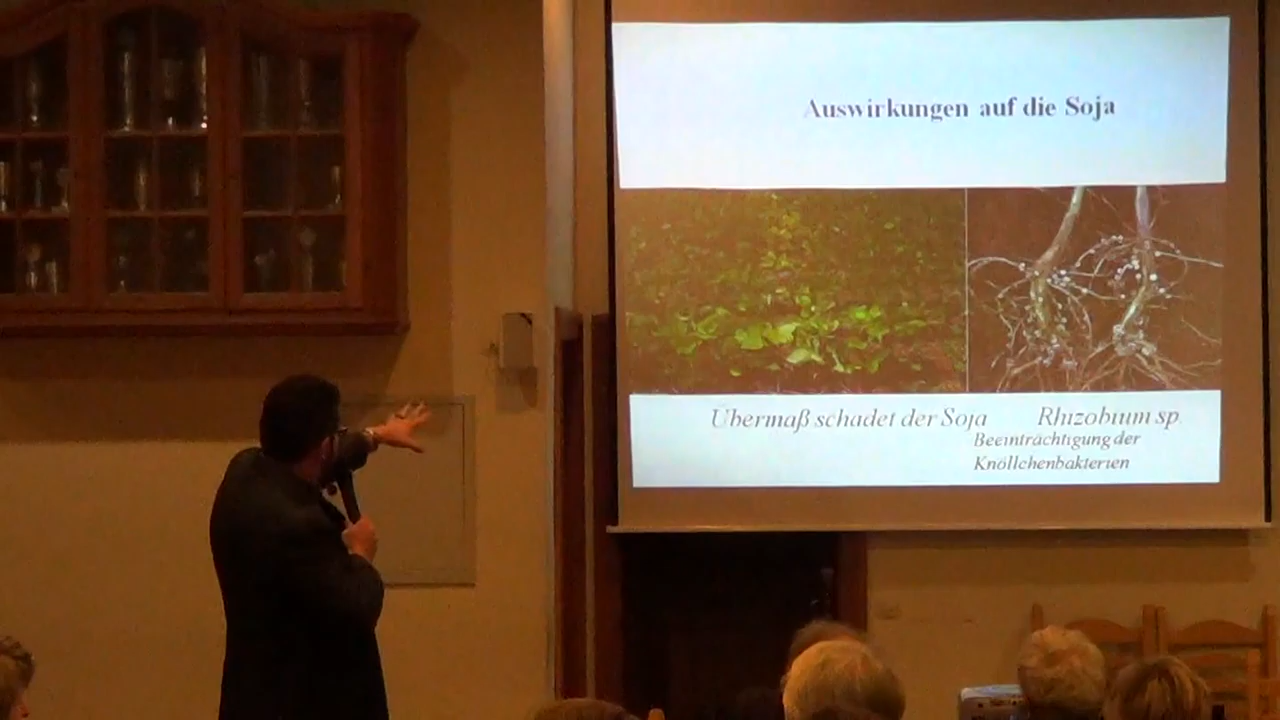 Auswirkungen auf die Soja
Übermaß schadet der Soja
Rhizobium sp.
Beeinträchtigung der
Knöllchenbakterien